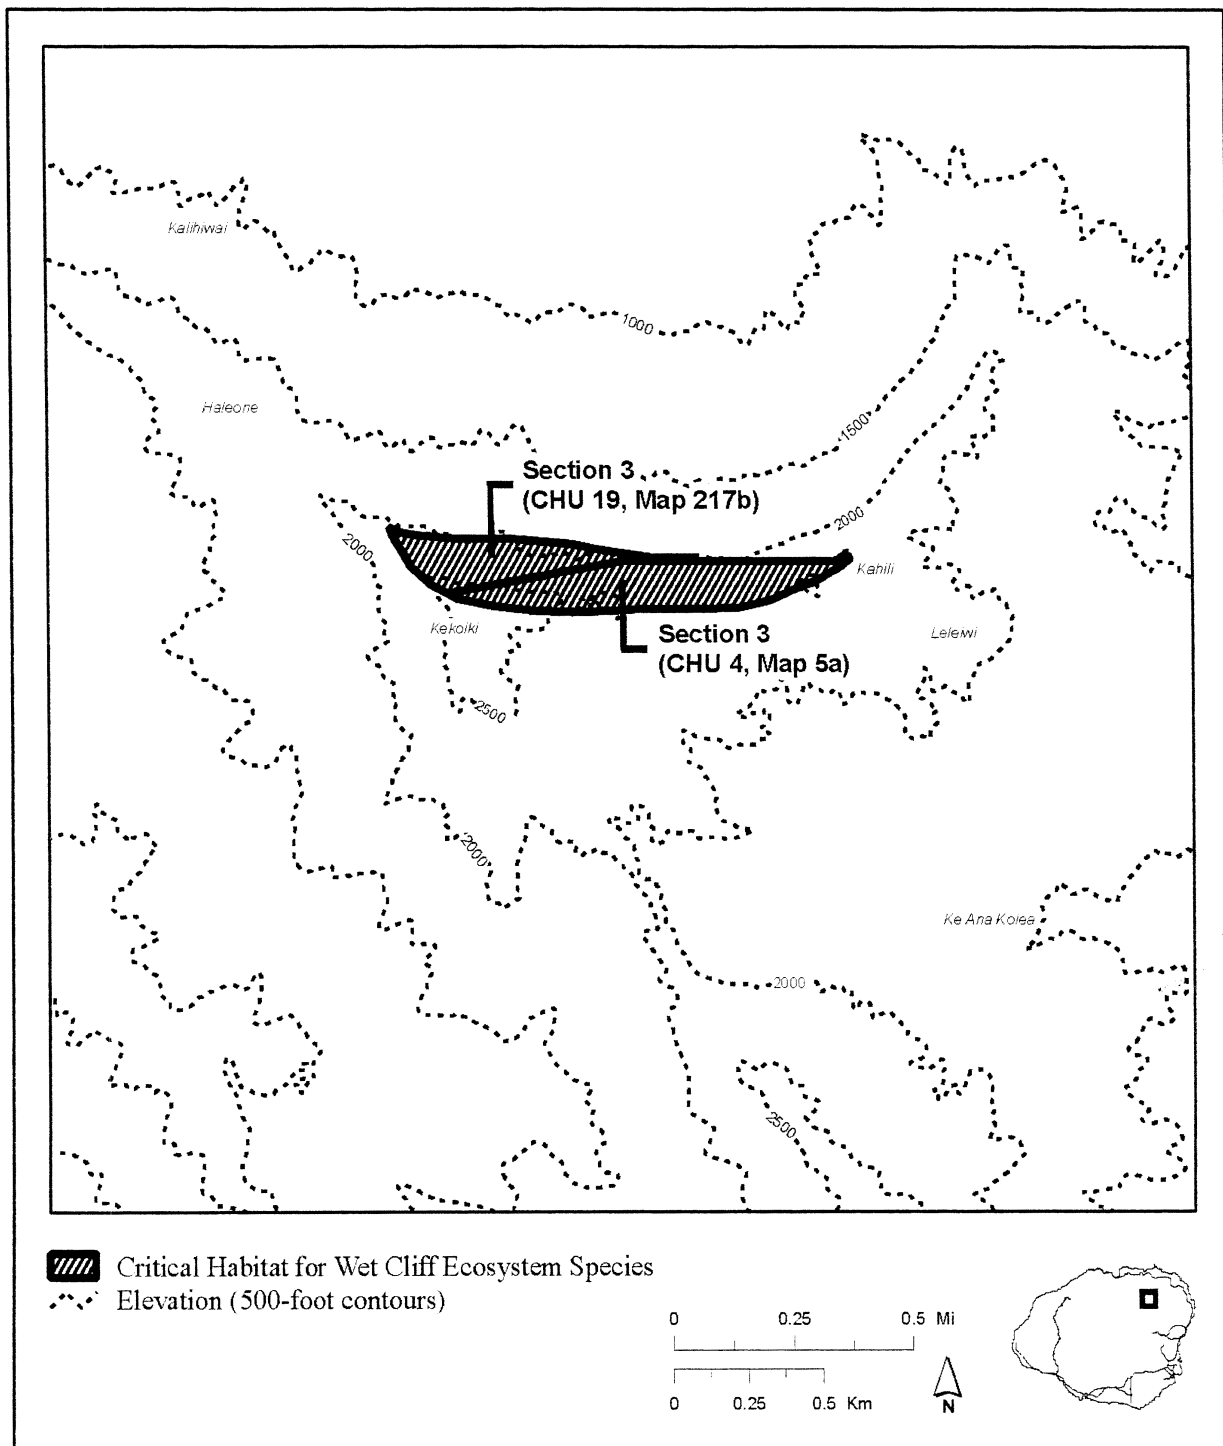 Kalihiwai
1000
Haleone
1500
Section 3
(CHU 19, Map 217b)
2000
2000
Kahili
Kekoiki
Leleiwi
Section 3
(CHU 4, Map 5a)
2500
2000
Ke Ana Kolea
2000
2500
Critical Habitat for Wet Cliff Ecosystem Species
Elevation (500-foot contours)
0 0.25 0.5 Mi
0 0.25 0.5 Km
N